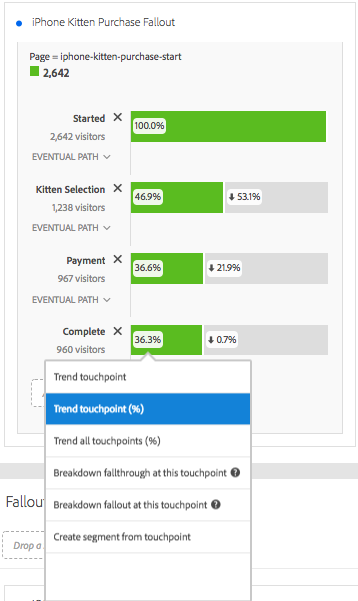 iPhone Kitten Purchase Fallout
Page = iphone-kitten-purchase-start
2,642
Started
100.0%
2,642 visitors
EVENTUAL PATH
Kitten Selection
46.9%
53.1%
1,238 visitors
EVENTUAL PATH
Payment
36.6%
21.9%
967 visitors
EVENTUAL PATH
Complete
36.3%
0.7%
960 visitors
Trend touchpoint
Trend touchpoint (%)
Trend all touchpoints (%)
Breakdown fallthrough at this touchpoint ?
Breakdown fallout at this touchpoint ?
Create segment from touchpoint
Drop a